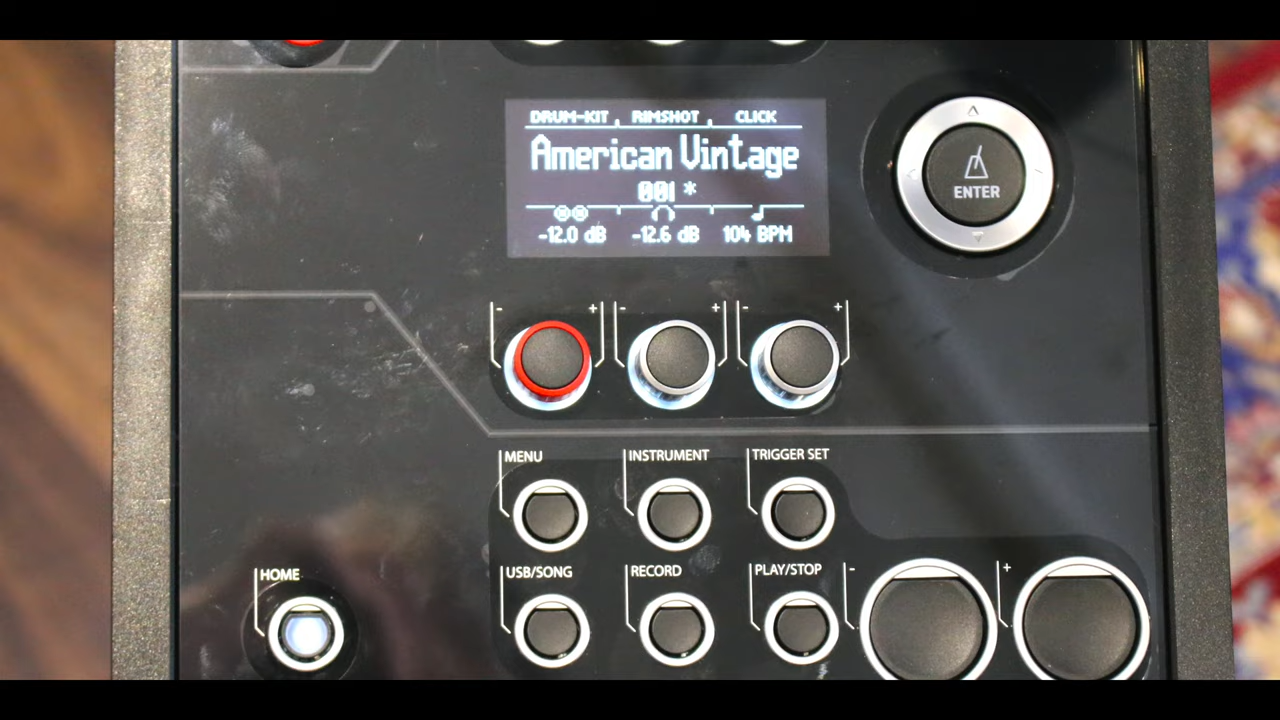 DRUM-KIT RIMSHOT CLICK
American Vintage
001 *
-12.0 dB -12.6 dB 104 BPM
ENTER
- + - + - +
MENU INSTRUMENT TRIGGER SET
HOME USB/SONG RECORD PLAY/STOP - +